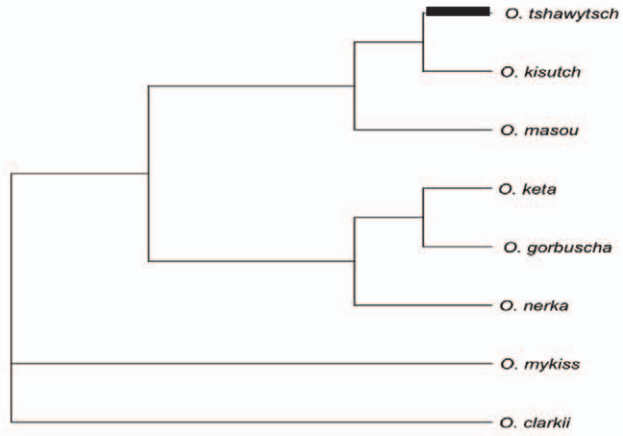 O. tshawytsch
O. kisutch
O. masou
O. keta
O. gorbuscha
O. nerka
O. mykiss
O. clarkii